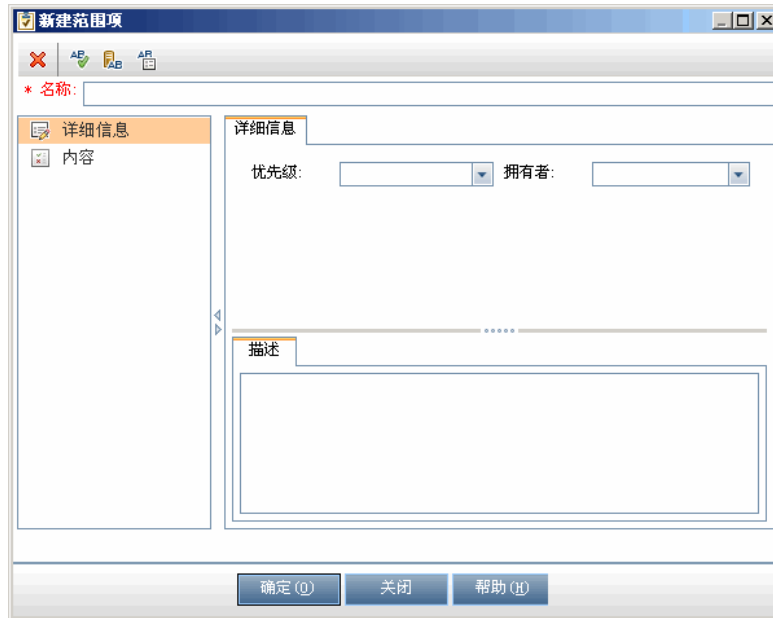 新建范围项
* 名称:
详细信息
内容
详细信息
优先级: 拥有者:
描述
确定(O) 关闭 帮助(H)